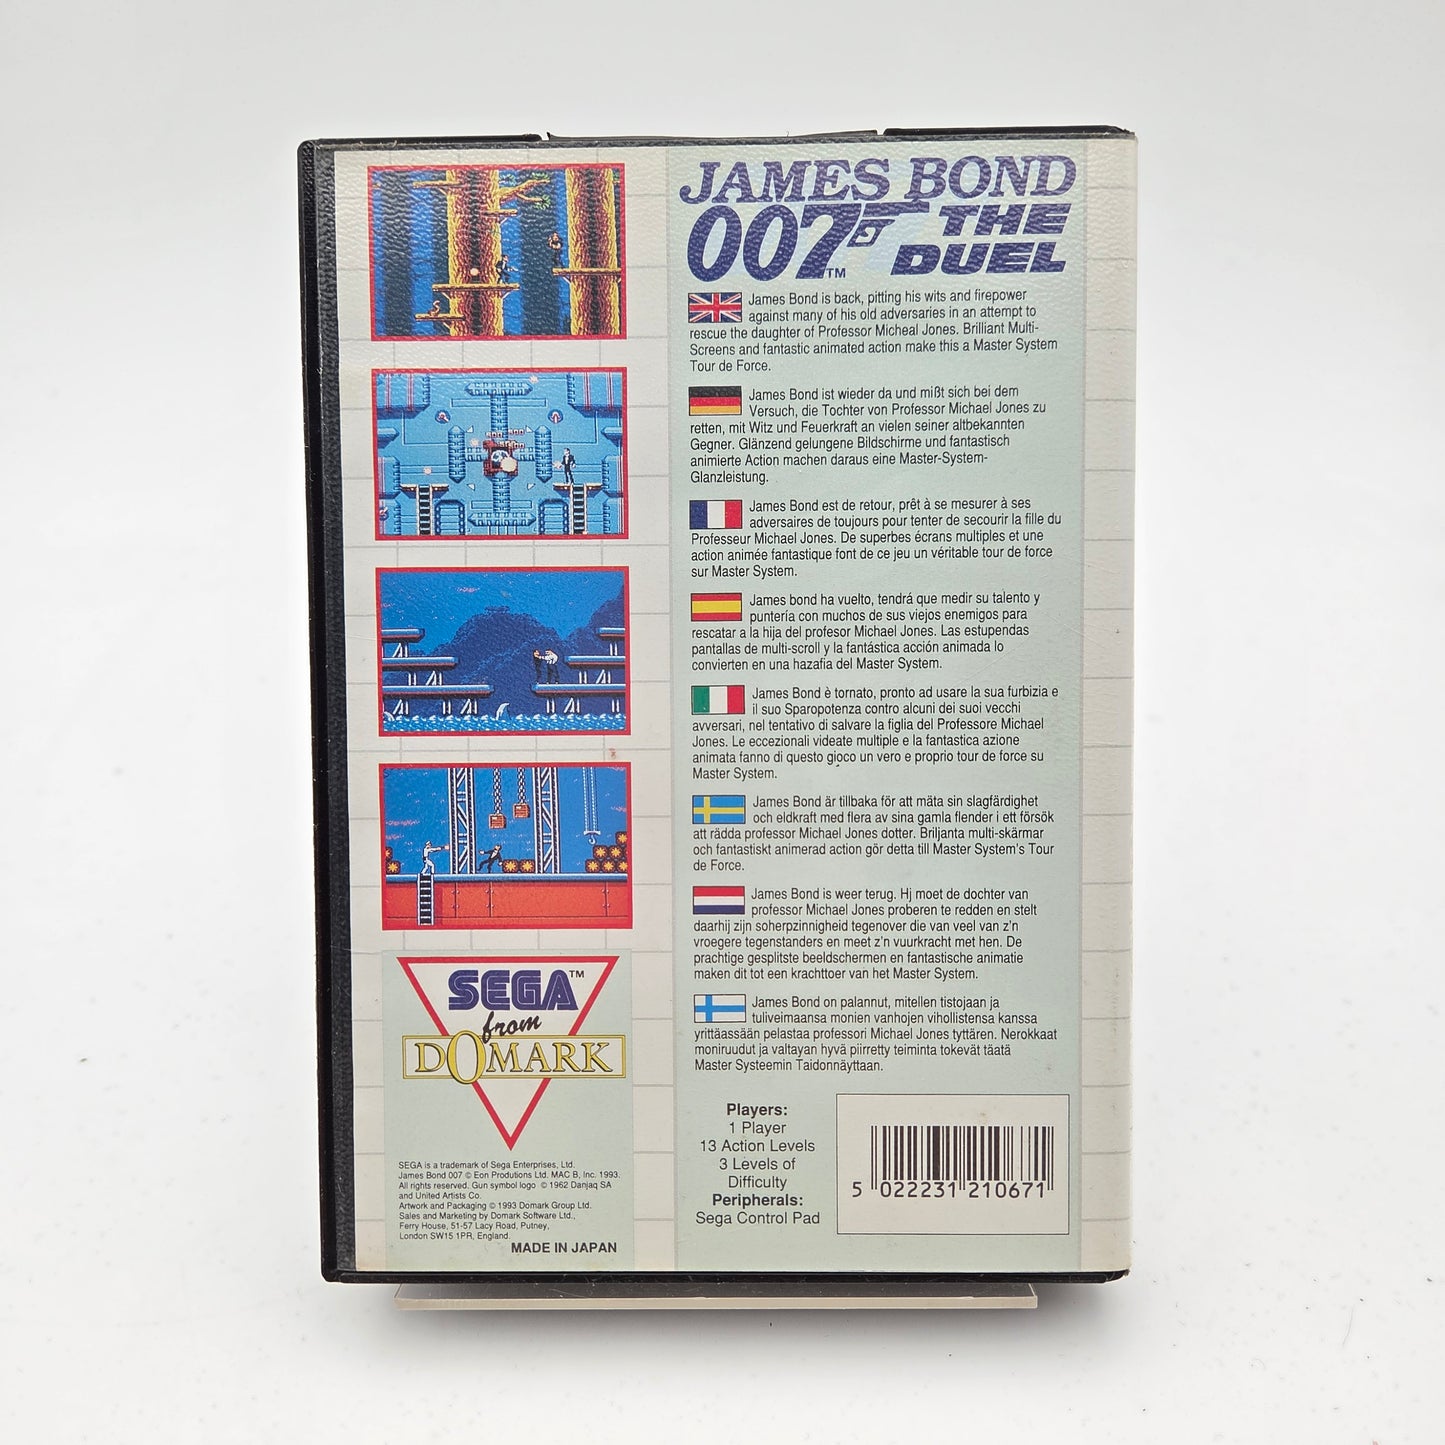 JAMES BOND
007 THE
DUEL
TM
James Bond is back, pitting his wits and firepower
against many of his old adversaries in an attempt to
rescue the daughter of Professor Micheal Jones. Brilliant Multi-
Screens and fantastic animated action make this a Master System
Tour de Force.
James Bond ist wieder da und mißt sich bei dem
Versuch, die Tochter von Professor Michael Jones zu
retten, mit Witz und Feuerkraft an vielen seiner altbekannten
Gegner. Glänzend gelungene Bildschirme und fantastisch
animierte Action machen daraus eine Master-System-
Glanzleistung.
James Bond est de retour, prêt à se mesurer à ses
adversaires de toujours pour tenter de secourir la fille du
Professeur Michael Jones. De superbes écrans multiples et une
action animée fantastique font de ce jeu un véritable tour de force
sur Master System.
James bond ha vuelto, tendrá que medir su talento y
puntería con muchos de sus viejos enemigos para
rescatar a la hija del profesor Michael Jones. Las estupendas
pantallas de multi-scroll y la fantástica acción animada lo
convierten en una hazafia del Master System.
James Bond è tornato, pronto ad usare la sua furbizia e
il suo Sparopotenza contro alcuni dei suoi vecchi
avversari, nel tentativo di salvare la figlia del Professore Michael
Jones. Le eccezionali videate multiple e la fantastica azione
animata fanno di questo gioco un vero e proprio tour de force su
Master System.
James Bond är tillbaka för att mäta sin slagfärdighet
och eldkraft med flera av sina gamla flender i ett försök
att rädda professor Michael Jones dotter. Briljanta multi-skärmar
och fantastiskt animerad action gör detta till Master System's Tour
de Force.
James Bond is weer terug. Hj moet de dochter van
professor Michael Jones proberen te redden en stelt
daarhij zijn soherpzinnigheid tegenover die van veel van z'n
vroegere tegenstanders en meet z'n vuurkracht met hen. De
prachtige gesplitste beeldschermen en fantastische animatie
maken dit tot een krachttoer van het Master System.
James Bond on palannut, mitellen tistojaan ja
tuliveimaansa monien vanhojen vihollistensa kanssa
yrittäassään pelastaa professori Michael Jones tyttären. Nerokkaat
moniruudut ja valtayan hyvä piirretty teiminta tokevät täatä
Master Systeemin Taidonnäyttaan.
SEGA™
from
DOMARK
SEGA is a trademark of Sega Enterprises, Ltd.
James Bond 007 © Eon Produtions Ltd. MAC B, Inc. 1993.
All rights reserved. Gun symbol logo © 1962 Danjaq SA
and United Artists Co.
Artwork and Packaging © 1993 Domark Group Ltd.
Sales and Marketing by Domark Software Ltd.,
Ferry House, 51-57 Lacy Road, Putney,
London SW15 1PR, England.
MADE IN JAPAN
Players:
1 Player
13 Action Levels
3 Levels of
Difficulty
Peripherals:
Sega Control Pad
5 022231 210671